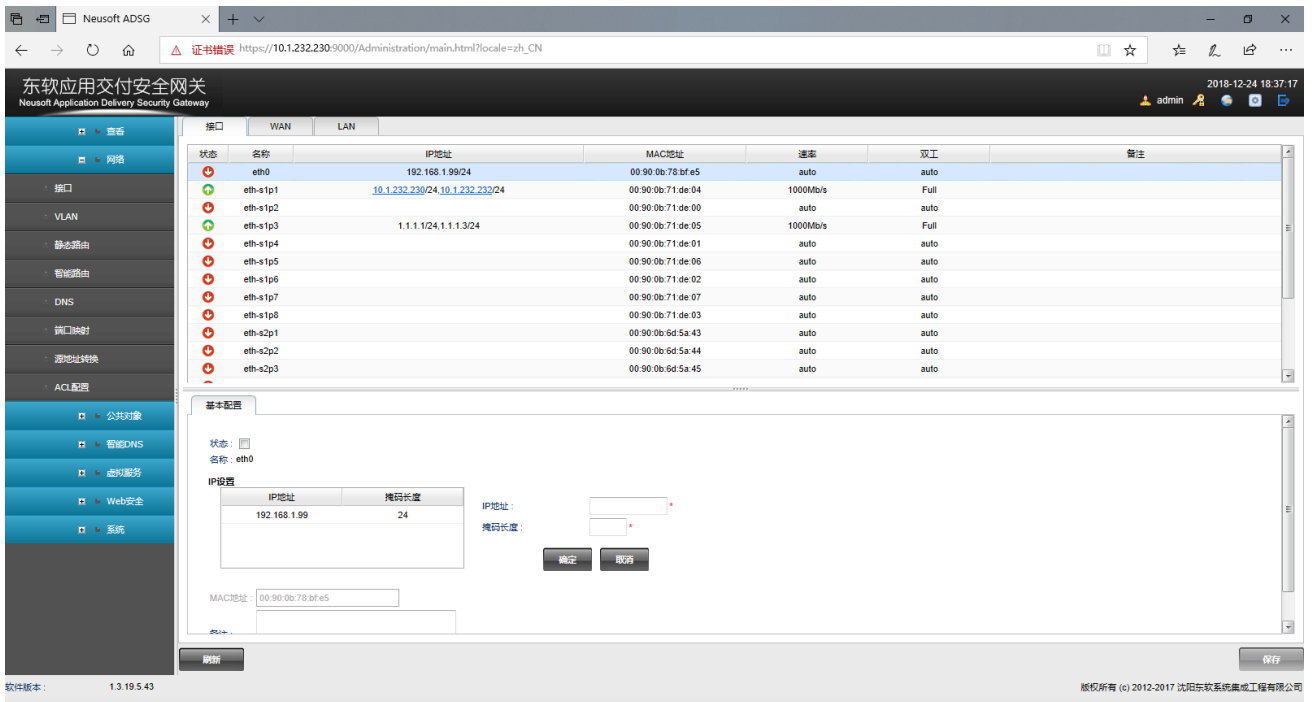 Neusoft ADSG
证书错误 https://10.1.232.230:9000/Administration/main.html?locale=zh_CN
东软应用交付安全网关
Neusoft Application Delivery Security Gateway
2018-12-24 18:37:17
admin
查看
网络
接口
VLAN
静态路由
智能路由
DNS
端口映射
源地址转换
ACL配置
公共对象
智能DNS
虚拟服务
Web安全
系统
接口 WAN LAN
状态 名称 IP地址 MAC地址 速率 双工 备注
eth0 192.168.1.99/24 00:90:0b:78:bf:e5 auto auto
eth-s1p1 10.1.232.230/24,10.1.232.232/24 00:90:0b:71:de:04 1000Mb/s Full
eth-s1p2 00:90:0b:71:de:00 auto auto
eth-s1p3 1.1.1.1/24,1.1.1.3/24 00:90:0b:71:de:05 1000Mb/s Full
eth-s1p4 00:90:0b:71:de:01 auto auto
eth-s1p5 00:90:0b:71:de:06 auto auto
eth-s1p6 00:90:0b:71:de:02 auto auto
eth-s1p7 00:90:0b:71:de:07 auto auto
eth-s1p8 00:90:0b:71:de:03 auto auto
eth-s2p1 00:90:0b:6d:5a:43 auto auto
eth-s2p2 00:90:0b:6d:5a:44 auto auto
eth-s2p3 00:90:0b:6d:5a:45 auto auto
基本配置
状态 :
名称 : eth0
IP设置
IP地址 掩码长度
192.168.1.99 24
IP地址 : *
掩码长度 : *
确定 取消
MAC地址 : 00:90:0b:78:bf:e5
备注 :
刷新 保存
软件版本 : 1.3.19.5.43
版权所有 (c) 2012-2017 沈阳东软系统集成工程有限公司